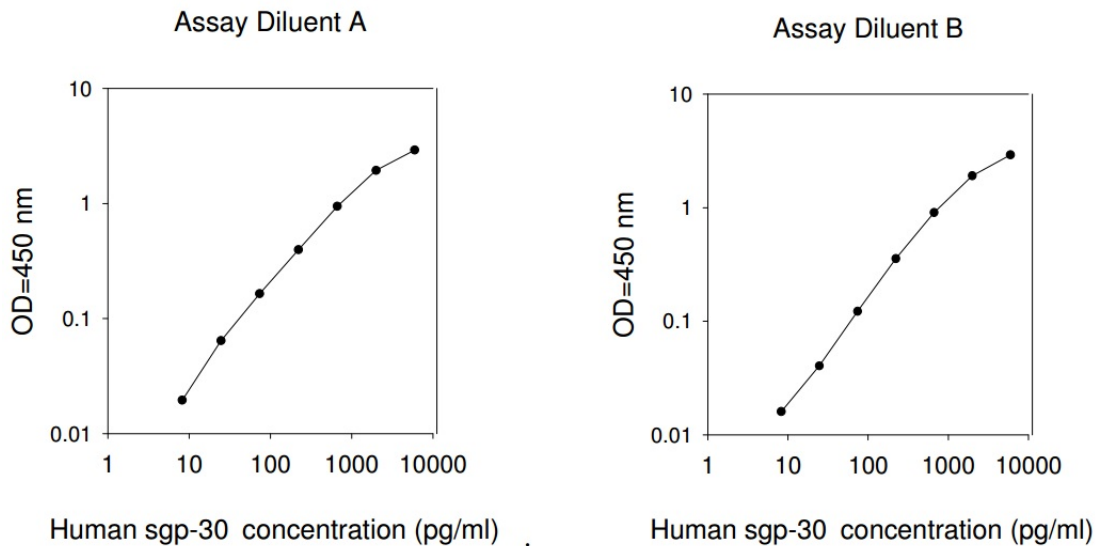 Assay Diluent A
10
1
0.1
0.01
OD=450 nm
1 10 100 1000 10000
Human sgp-30 concentration (pg/ml) .
Assay Diluent B
10
1
0.1
0.01
OD=450 nm
1 10 100 1000 10000
Human sgp-30 concentration (pg/ml)